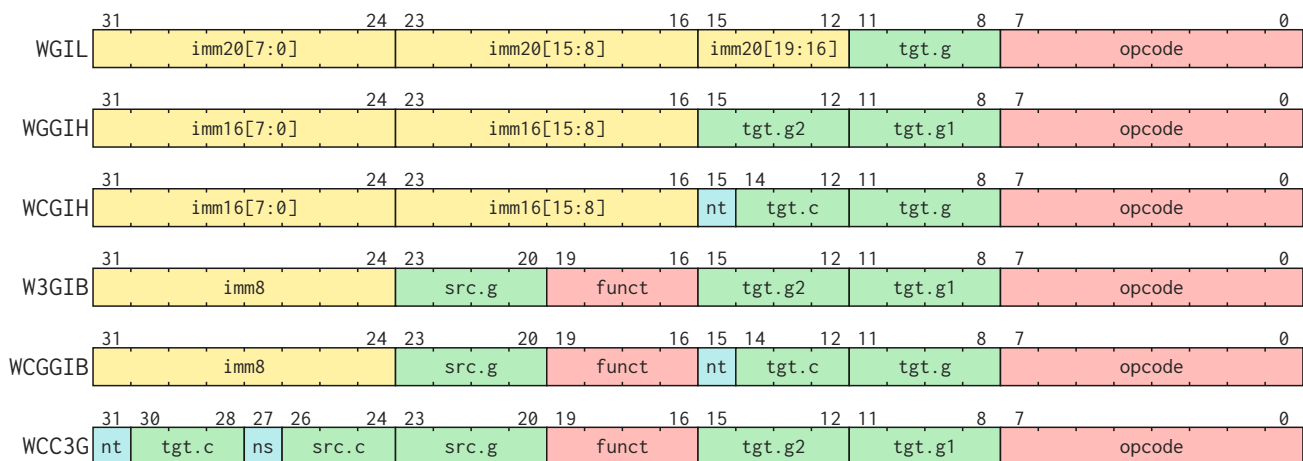 31 24 23 16 15 12 11 8 7 0
WGIL imm20[7:0] imm20[15:8] imm20[19:16] tgt.g opcode
31 24 23 16 15 12 11 8 7 0
WGGIH imm16[7:0] imm16[15:8] tgt.g2 tgt.g1 opcode
31 24 23 16 15 14 12 11 8 7 0
WCGIH imm16[7:0] imm16[15:8] nt tgt.c tgt.g opcode
31 24 23 20 19 16 15 12 11 8 7 0
W3GIB imm8 src.g funct tgt.g2 tgt.g1 opcode
31 24 23 20 19 16 15 14 12 11 8 7 0
WCGGIB imm8 src.g funct nt tgt.c tgt.g opcode
31 30 28 27 26 24 23 20 19 16 15 12 11 8 7 0
WCC3G nt tgt.c ns src.c src.g funct tgt.g2 tgt.g1 opcode